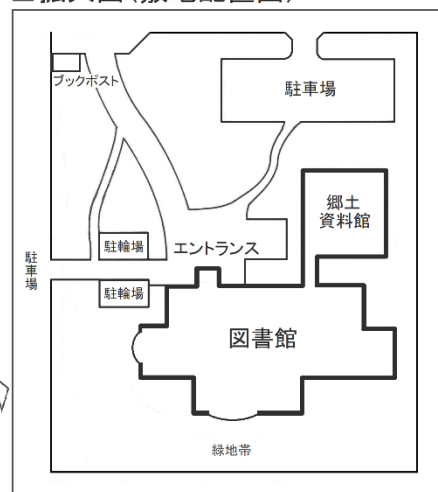 ブックポスト
駐車場
郷土
資料館
駐輪場
エントランス
駐車場
駐輪場
図書館
緑地帯